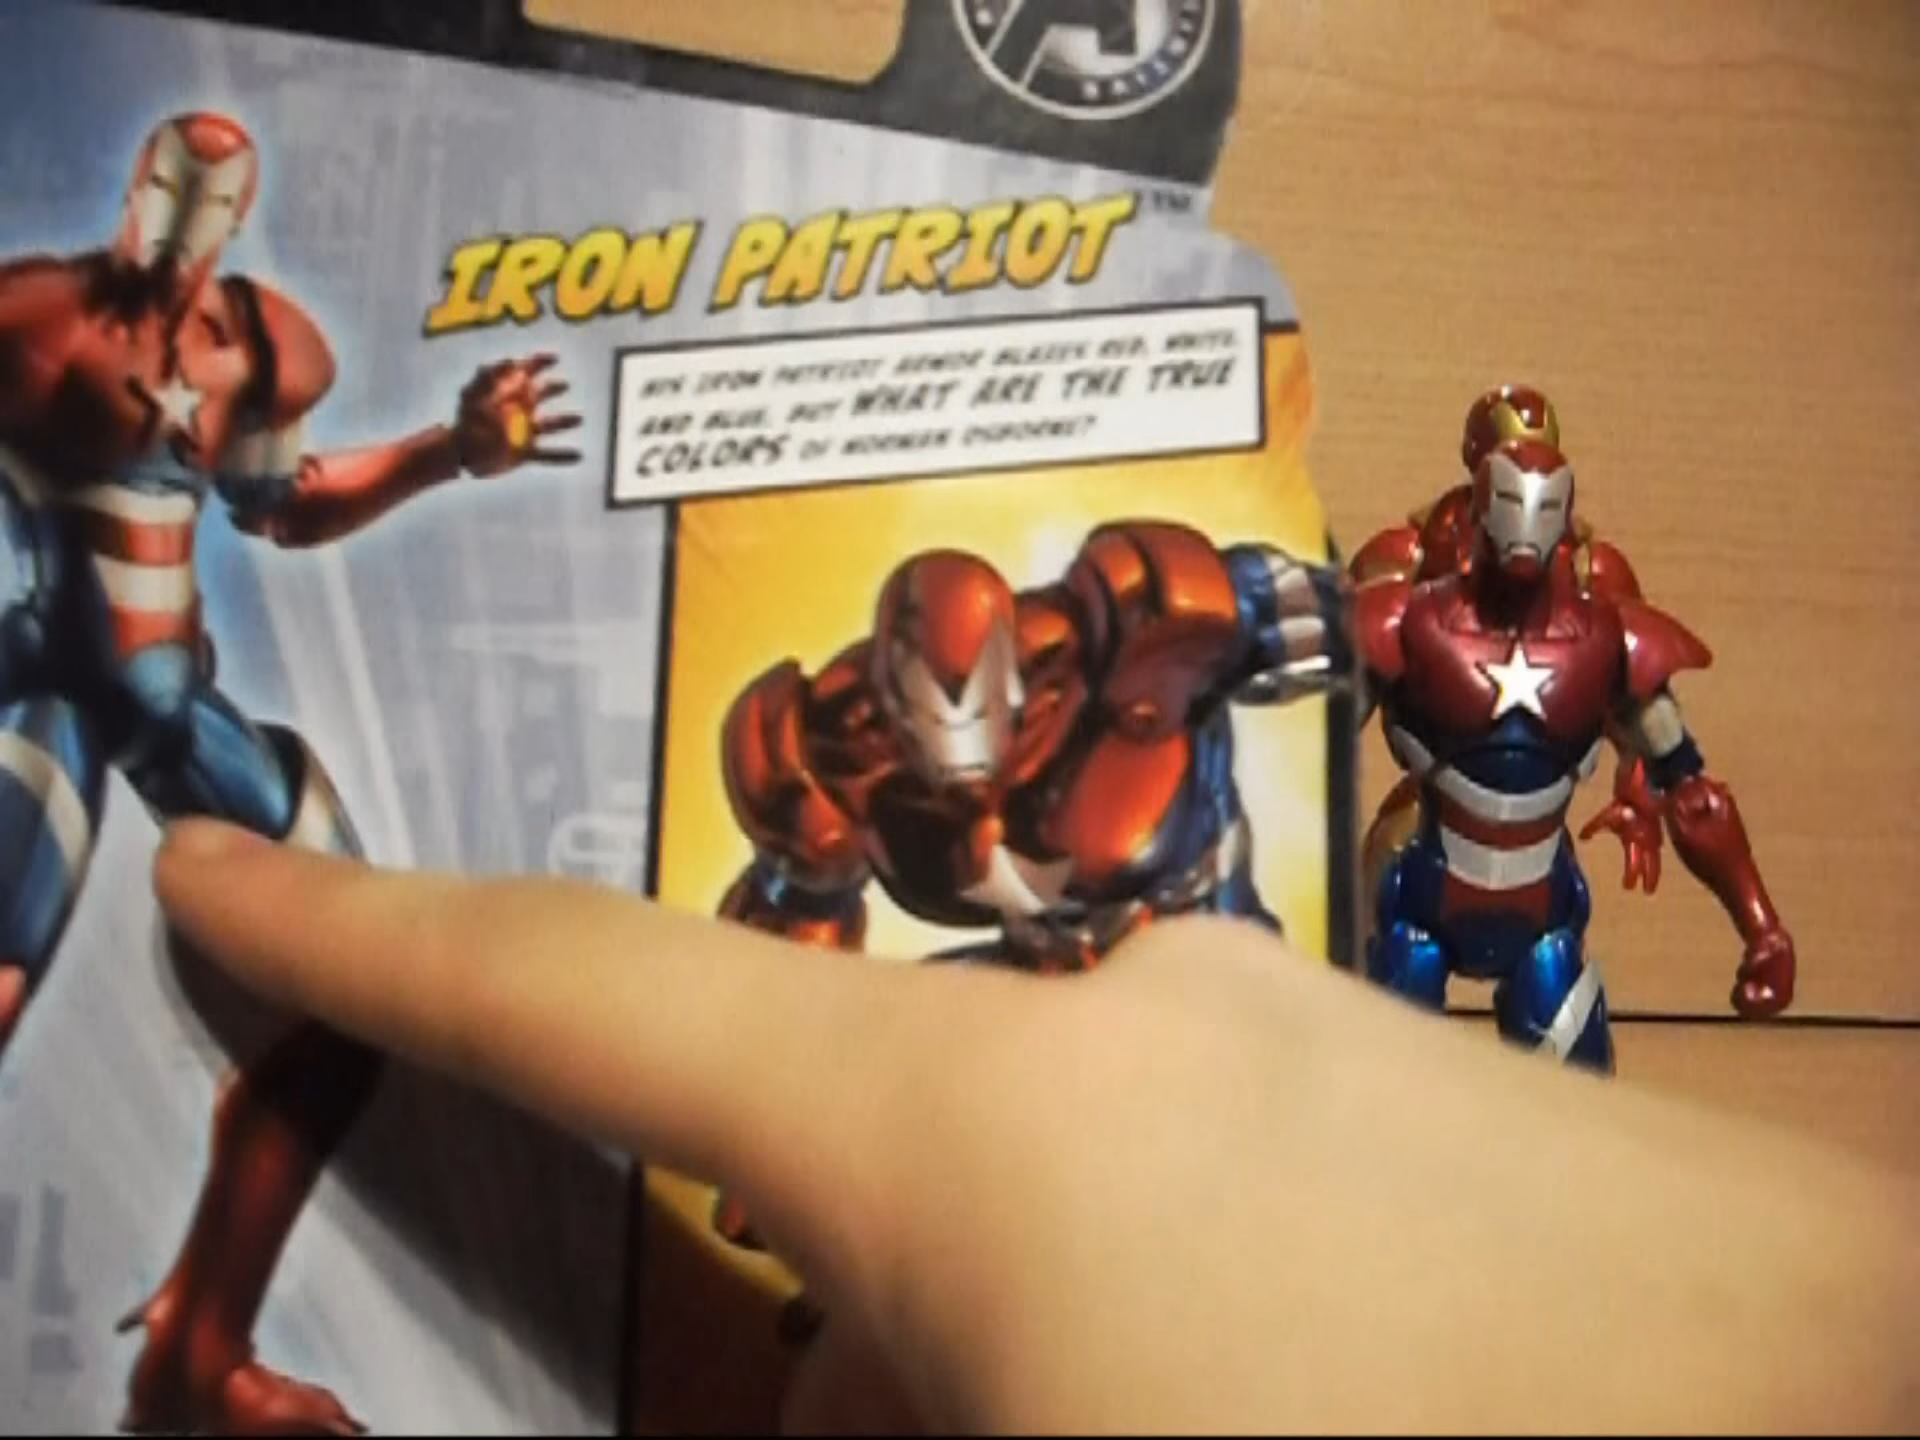 IRON PATRIOT™
HIS IRON PATRIOT ARMOR BLAZES RED, WHITE,
AND BLUE, BUT WHAT ARE THE TRUE
COLORS OF NORMAN OSBORNE?